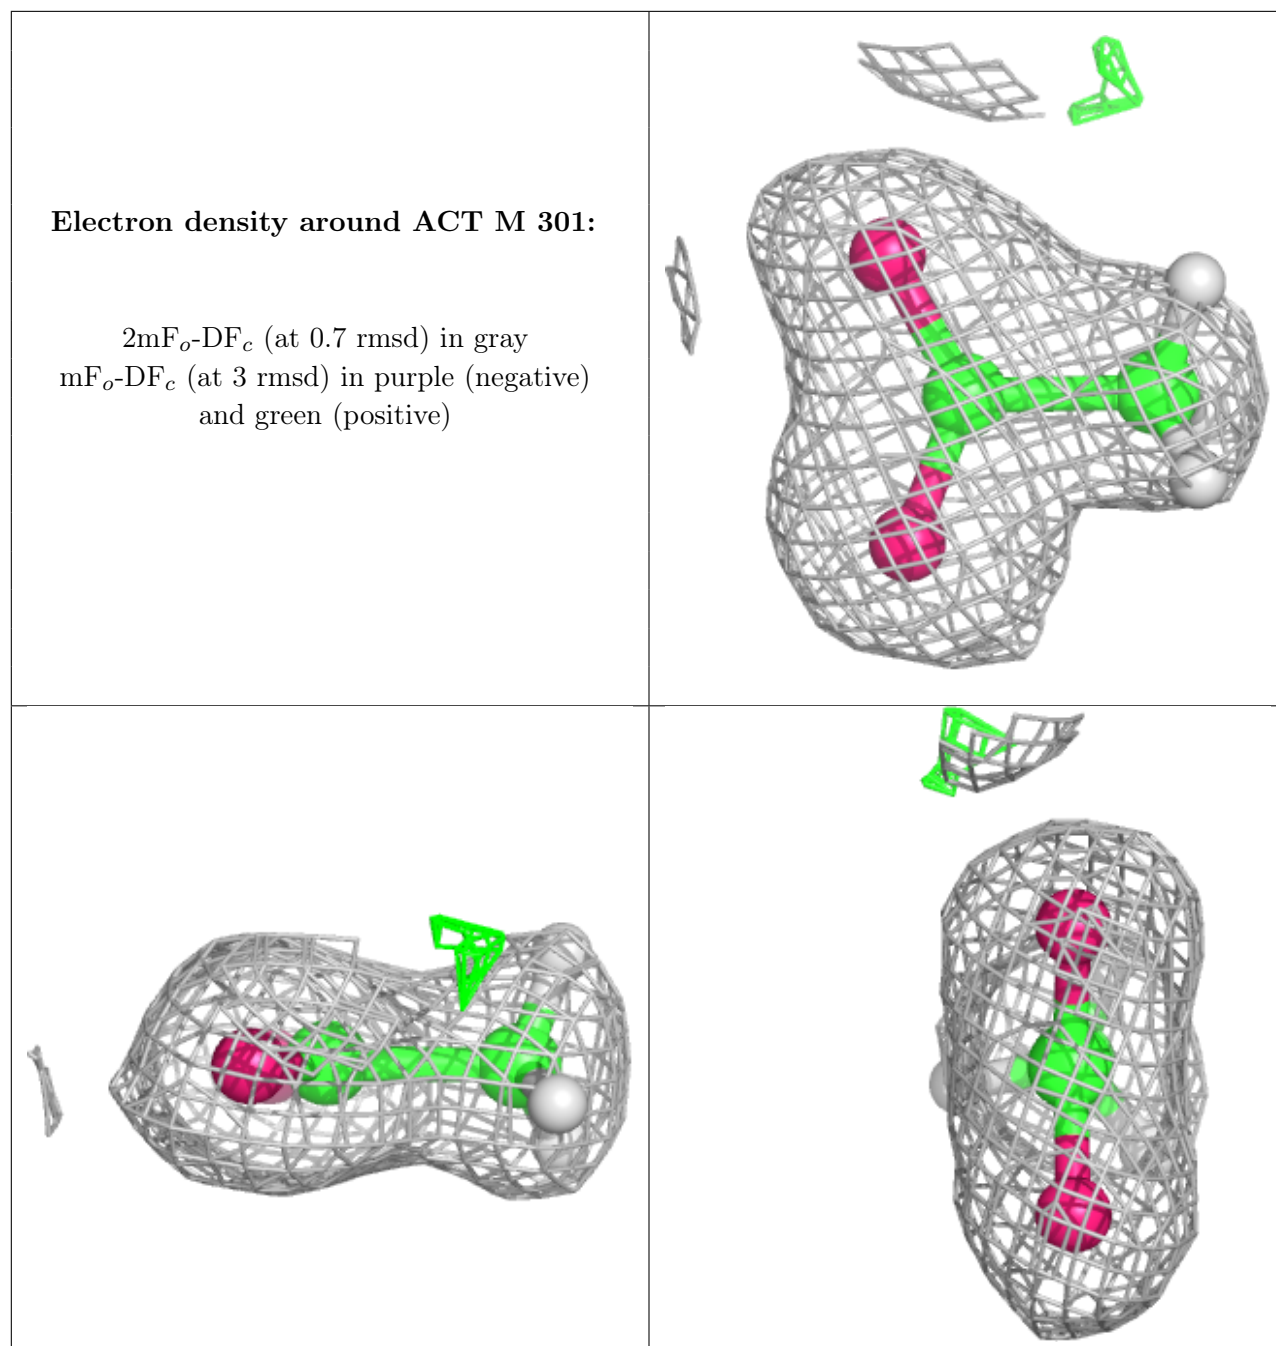 Electron density around ACT M 301:
2mFo-DFc (at 0.7 rmsd) in gray
mFo-DFc (at 3 rmsd) in purple (negative)
and green (positive)